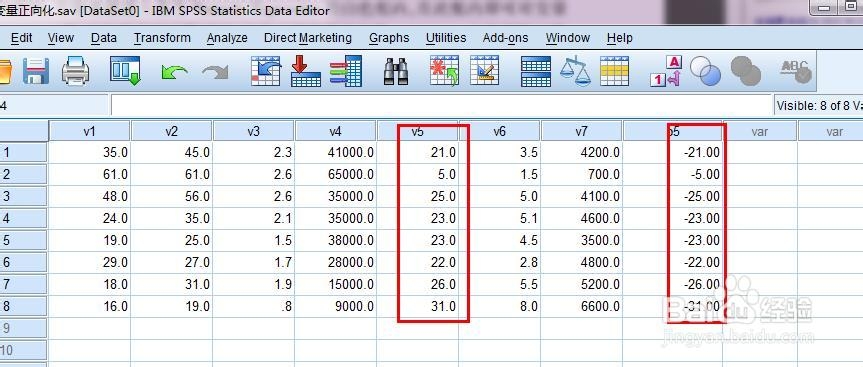 变量正向化.sav [DataSet0] - IBM SPSS Statistics Data Editor
Edit View Data Transform Analyze Direct Marketing Graphs Utilities Add-ons Window Help
1 A ABC
4 Visible: 8 of 8 Va
v1 v2 v3 v4 v5 v6 v7 p5 var var
1 35.0 45.0 2.3 41000.0 21.0 3.5 4200.0 -21.00
2 61.0 61.0 2.6 65000.0 5.0 1.5 700.0 -5.00
3 48.0 56.0 2.6 35000.0 25.0 5.0 4100.0 -25.00
4 24.0 35.0 2.1 35000.0 23.0 5.1 4600.0 -23.00
5 19.0 25.0 1.5 38000.0 23.0 4.5 3500.0 -23.00
6 29.0 27.0 1.7 28000.0 22.0 2.8 4800.0 -22.00
7 18.0 31.0 1.9 15000.0 26.0 5.5 5200.0 -26.00
8 16.0 19.0 .8 9000.0 31.0 8.0 6600.0 -31.00
9
10
Baidu 经验
jingyan.baidu.com